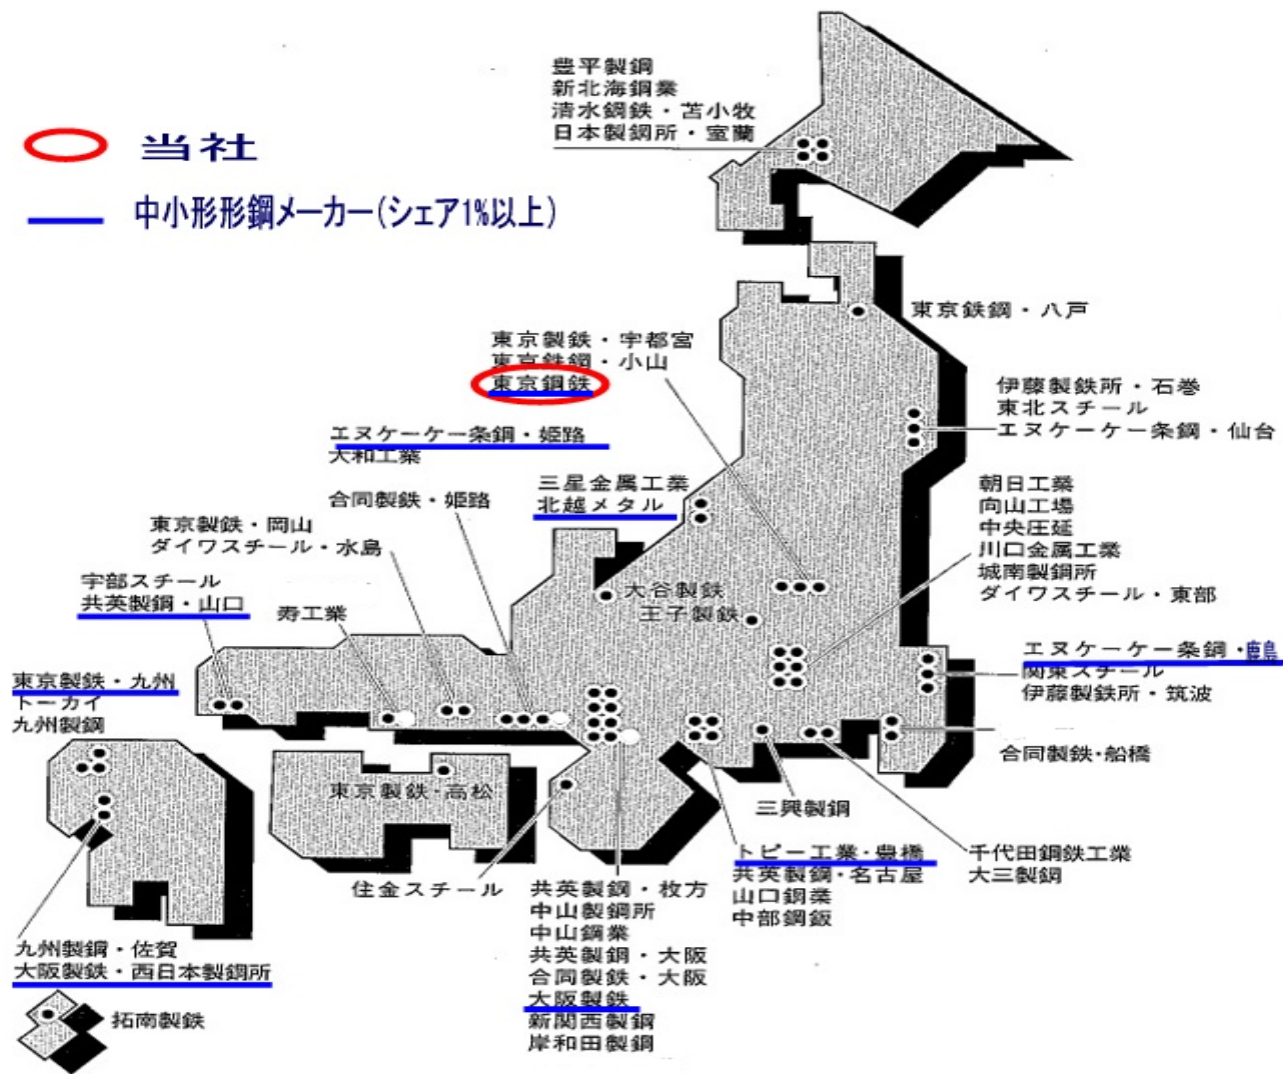 豊平製鋼
新北海鋼業
清水鋼鉄・苫小牧
日本製鋼所・室蘭
当社
中小形形鋼メーカー(シェア1%以上)
東京鉄鋼・八戸
東京製鉄・宇都宮
東京鉄鋼・小山
東京鋼鉄
伊藤製鉄所・石巻
東北スチール
エヌケーケー条鋼・仙台
エヌケーケー条鋼・姫路
大和工業
合同製鉄・姫路
三星金属工業
北越メタル
東京製鉄・岡山
ダイワスチール・水島
朝日工業
向山工場
中央圧延
川口金属工業
城南製鋼所
ダイワスチール・東部
宇部スチール
共英製鋼・山口
寿工業
大谷製鉄
王子製鉄
エヌケーケー条鋼・鹿島
関東スチール
伊藤製鉄所・筑波
東京製鉄・九州
トーカイ
九州製鋼
合同製鉄・船橋
東京製鉄・高松
三興製鋼
トピー工業・豊橋
共英製鋼・名古屋
山口鋼業
中部鋼鈑
千代田鋼鉄工業
大三製鋼
住金スチール
共英製鋼・枚方
中山製鋼所
中山鋼業
共英製鋼・大阪
合同製鉄・大阪
大阪製鉄
新関西製鋼
岸和田製鋼
九州製鋼・佐賀
大阪製鉄・西日本製鋼所
拓南製鉄